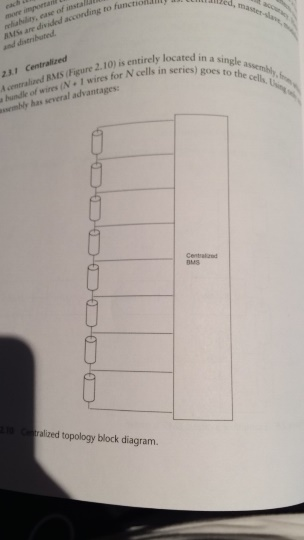 each
more important
reliability, ease of
BMSs are divided according to functionality
and distributed.
2.3.1 Centralized
A centralized BMS (Figure 2.10) is entirely located in a single assembly, from
a bundle of wires (N + 1 wires for N cells in series) goes to the cells. Using
assembly has several advantages:
Centralized
BMS
Centralized topology block diagram.